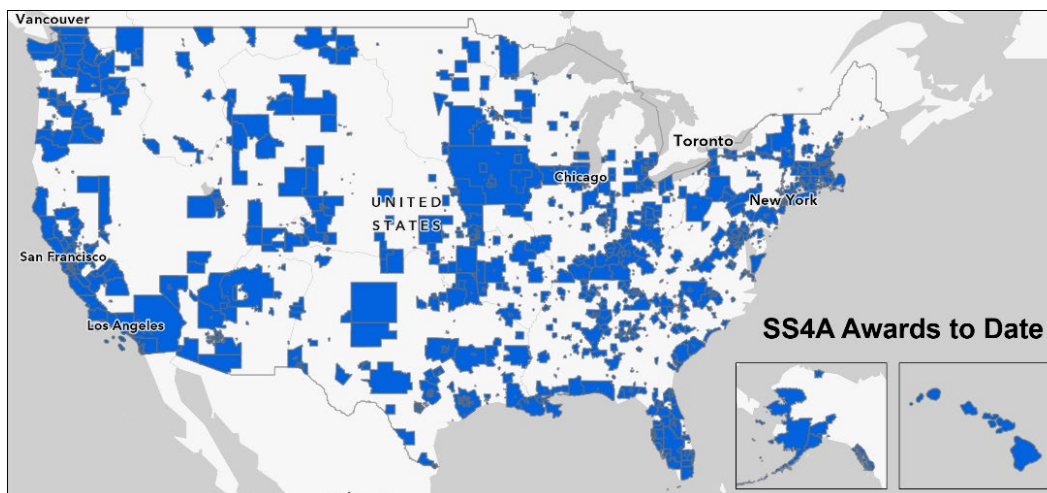 Vancouver
Toronto
Chicago
UNITED
STATES
New York
San Francisco
Los Angeles
SS4A Awards to Date